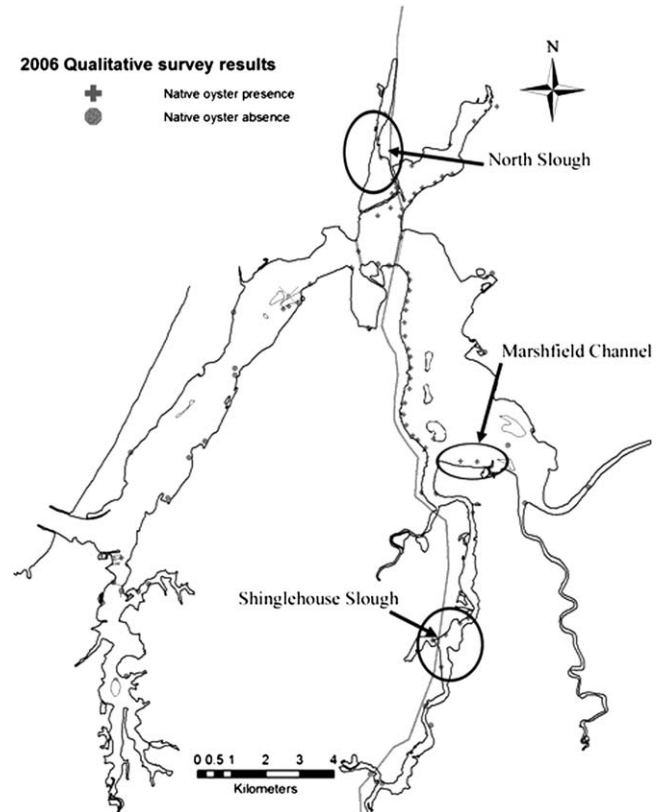 2006 Qualitative survey results
Native oyster presence
Native oyster absence
N
North Slough
Marshfield Channel
Shinglehouse Slough
0 0.5 1 2 3 4
Kilometers